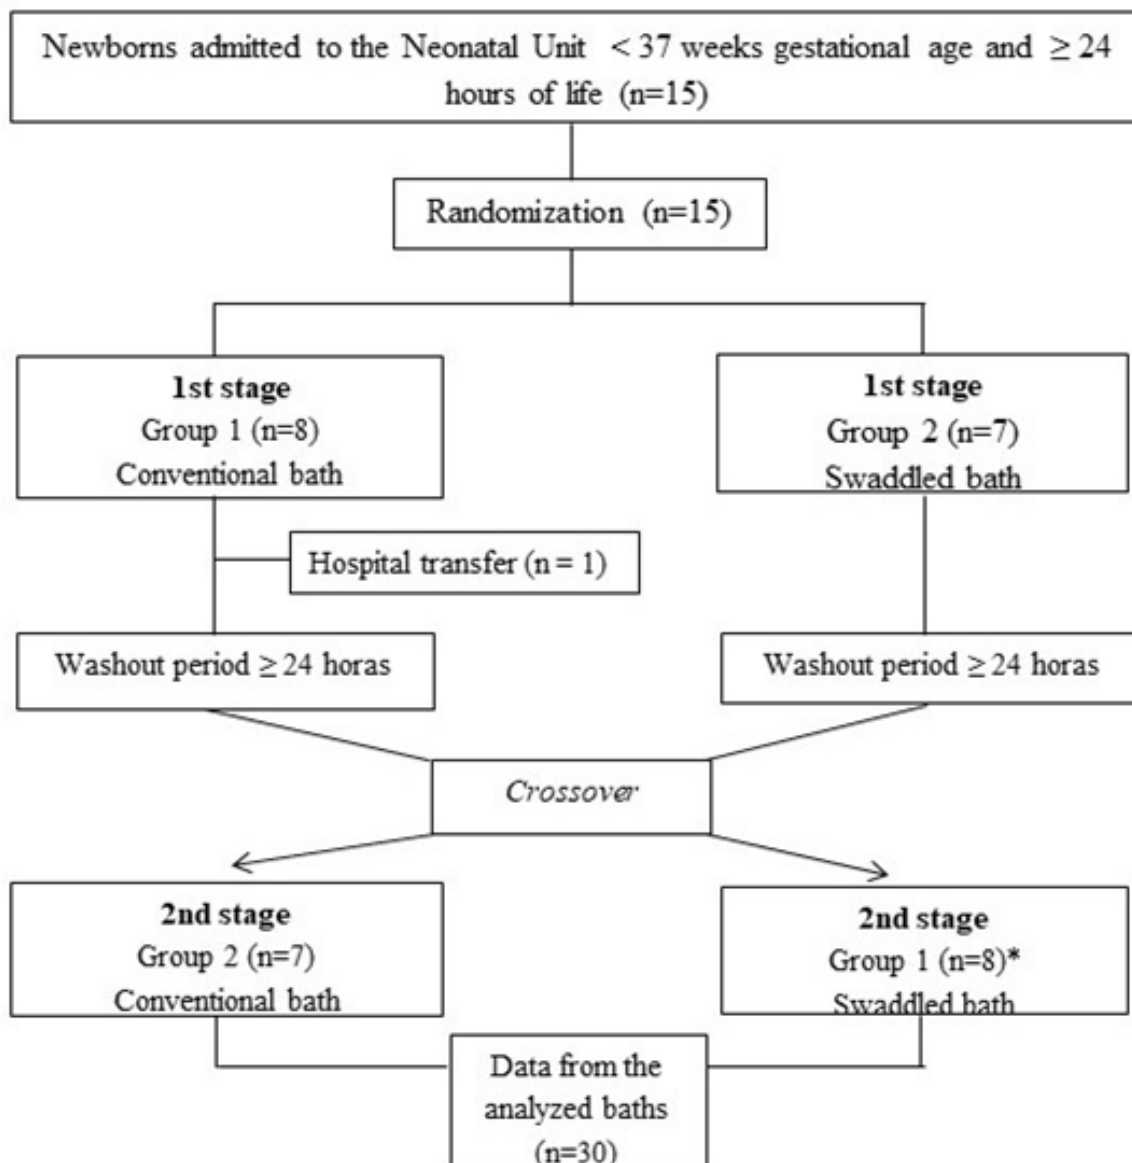 Newborns admitted to the Neonatal Unit < 37 weeks gestational age and ≥ 24
hours of life (n=15)
Randomization (n=15)
1st stage
Group 1 (n=8)
Conventional bath
1st stage
Group 2 (n=7)
Swaddled bath
Hospital transfer (n = 1)
Washout period ≥ 24 horas
Washout period ≥ 24 horas
Crossover
2nd stage
Group 2 (n=7)
Conventional bath
2nd stage
Group 1 (n=8)*
Swaddled bath
Data from the
analyzed baths
(n=30)